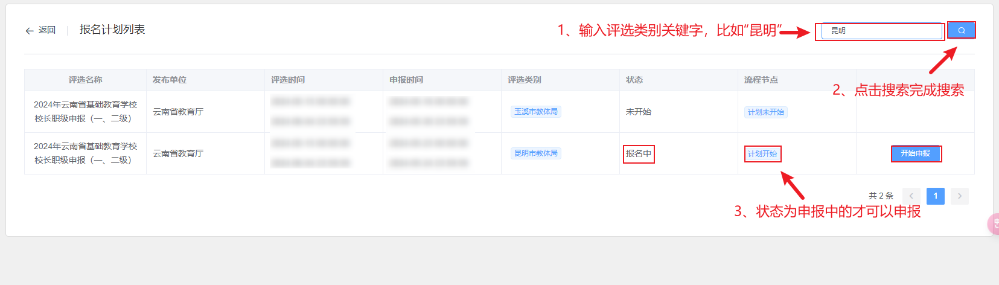 返回
报名计划列表
1、输入评选类别关键字，比如“昆明”
昆明
评选名称 发布单位 评选时间 申报时间 评选类别 状态 流程节点
2、点击搜索完成搜索
2024年云南省基础教育学校
校长职级申报（一、二级）
云南省教育厅
玉溪市教体局
未开始
计划未开始
2024年云南省基础教育学校
校长职级申报（一、二级）
云南省教育厅
昆明市教体局
报名中
计划开始
开始申报
共 2 条
1
3、状态为申报中的才可以申报